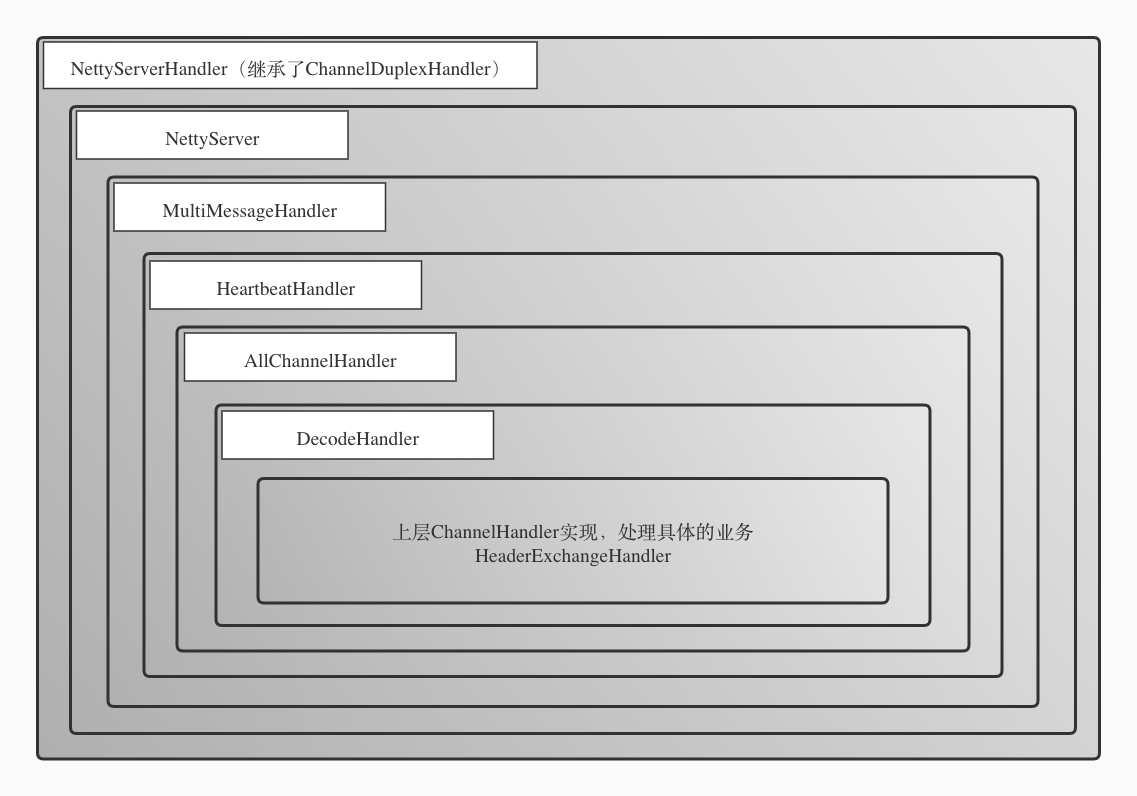 NettyServerHandler（继承了ChannelDuplexHandler）
NettyServer
MultiMessageHandler
HeartbeatHandler
AllChannelHandler
DecodeHandler
上层ChannelHandler实现，处理具体的业务
HeaderExchangeHandler